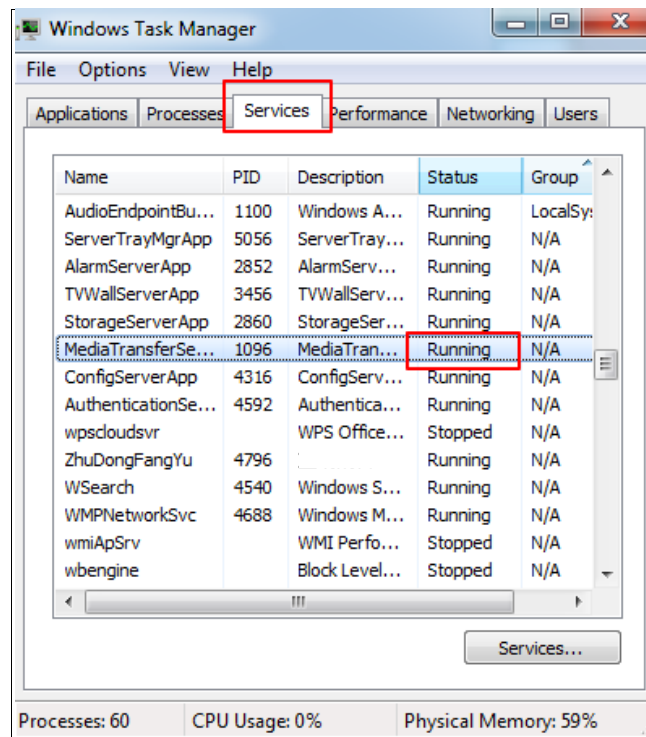 Windows Task Manager
File Options View Help
Applications Processes Services Performance Networking Users
Name PID Description Status Group
AudioEndpointBu... 1100 Windows A... Running LocalSy
ServerTrayMgrApp 5056 ServerTray... Running N/A
AlarmServerApp 2852 AlarmServ... Running N/A
TVWallServerApp 3456 TVWallServ... Running N/A
StorageServerApp 2860 StorageSer... Running N/A
MediaTransferSe... 1096 MediaTran... Running N/A
ConfigServerApp 4316 ConfigServ... Running N/A
AuthenticationSe... 4592 Authentica... Running N/A
wpscloudsvr WPS Office... Stopped N/A
ZhuDongFangYu 4796 Running N/A
WSearch 4540 Windows S... Running N/A
WMPNetworkSvc 4688 Windows M... Running N/A
wmiApSrv WMI Perfo... Stopped N/A
wbengine Block Level... Stopped N/A
Services...
Processes: 60 CPU Usage: 0% Physical Memory: 59%